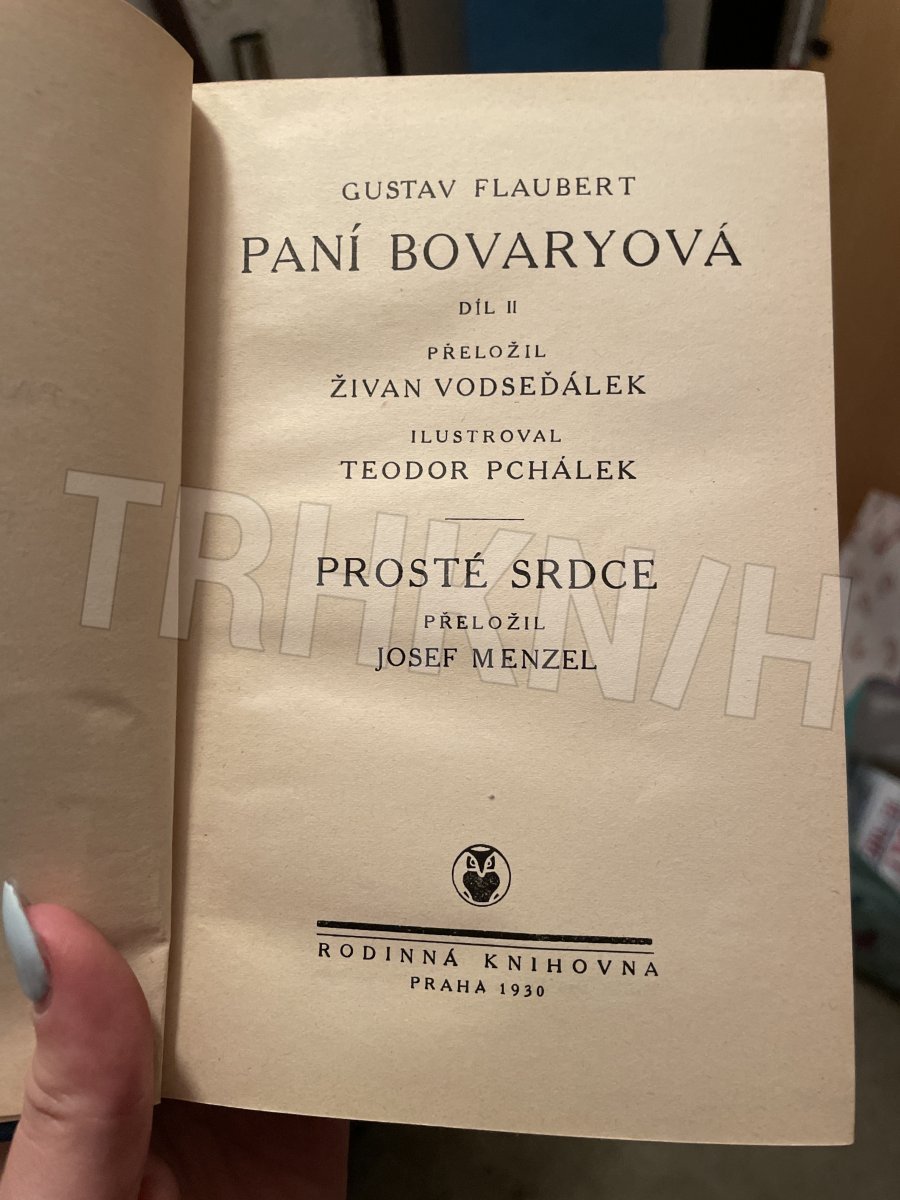 GUSTAV FLAUBERT
PANÍ BOVARYOVÁ
DÍL II
PŘELOŽIL
ŽIVAN VODSEĎÁLEK
ILUSTROVAL
TEODOR PCHÁLEK
PROSTÉ SRDCE
PŘELOŽIL
JOSEF MENZEL
TRHKN/H
RODINNÁ KNIHOVNA
PRAHA 1930